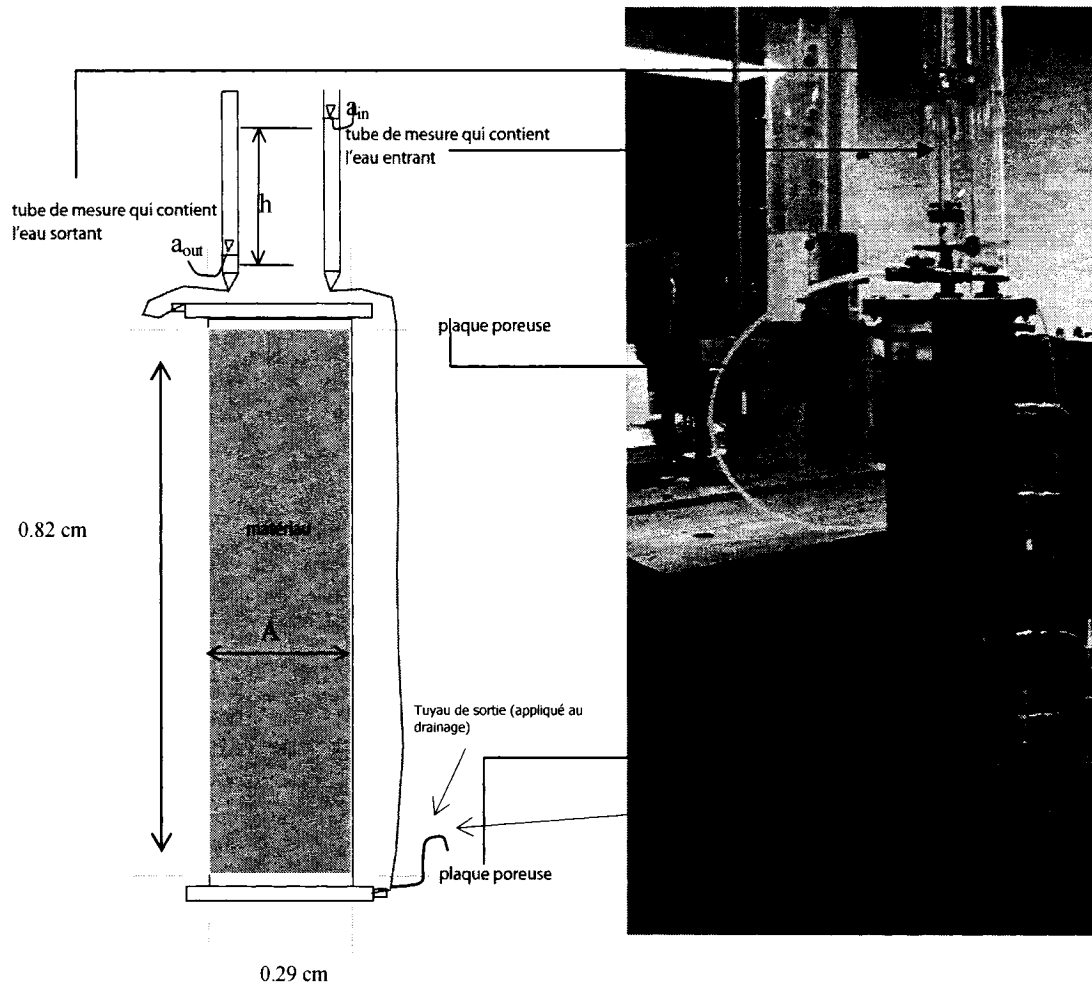 a_in
tube de mesure qui contient
l'eau entrant
h
tube de mesure qui contient
l'eau sortant
a_out
plaque poreuse
0.82 cm
matériau
A
Tuyau de sortie (appliqué au
drainage)
plaque poreuse
0.29 cm